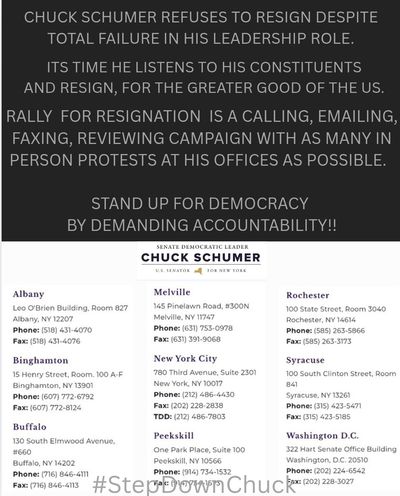 CHUCK SCHUMER REFUSES TO RESIGN DESPITE
TOTAL FAILURE IN HIS LEADERSHIP ROLE.
ITS TIME HE LISTENS TO HIS CONSTITUENTS
AND RESIGN, FOR THE GREATER GOOD OF THE US.
RALLY FOR RESIGNATION IS A CALLING, EMAILING,
FAXING, REVIEWING CAMPAIGN WITH AS MANY IN
PERSON PROTESTS AT HIS OFFICES AS POSSIBLE.
STAND UP FOR DEMOCRACY
BY DEMANDING ACCOUNTABILITY!!
SENATE DEMOCRATIC LEADER
CHUCK SCHUMER
U.S. SENATOR FOR NEW YORK
Albany
Leo O'Brien Building, Room 827
Albany, NY 12207
Phone: (518) 431-4070
Fax: (518) 431-4076
Binghamton
15 Henry Street, Room. 100 A-F
Binghamton, NY 13901
Phone: (607) 772-6792
Fax: (607) 772-8124
Buffalo
130 South Elmwood Avenue,
#660
Buffalo, NY 14202
Phone: (716) 846-4111
Fax: (716) 846-4113
Melville
145 Pinelawn Road, #300N
Melville, NY 11747
Phone: (631) 753-0978
Fax: (631) 391-9068
New York City
780 Third Avenue, Suite 2301
New York, NY 10017
Phone: (212) 486-4430
Fax: (202) 228-2838
TDD: (212) 486-7803
Peekskill
One Park Place, Suite 100
Peekskill, NY 10566
Phone: (914) 734-1532
Rochester
100 State Street, Room 3040
Rochester, NY 14614
Phone: (585) 263-5866
Fax: (585) 263-3173
Syracuse
100 South Clinton Street, Room
841
Syracuse, NY 13261
Phone: (315) 423-5471
Fax: (315) 423-5185
Washington D.C.
322 Hart Senate Office Building
Washington, D.C. 20510
Phone: (202) 224-6542
Fax: (202) 228-3027
#StepDownChuck